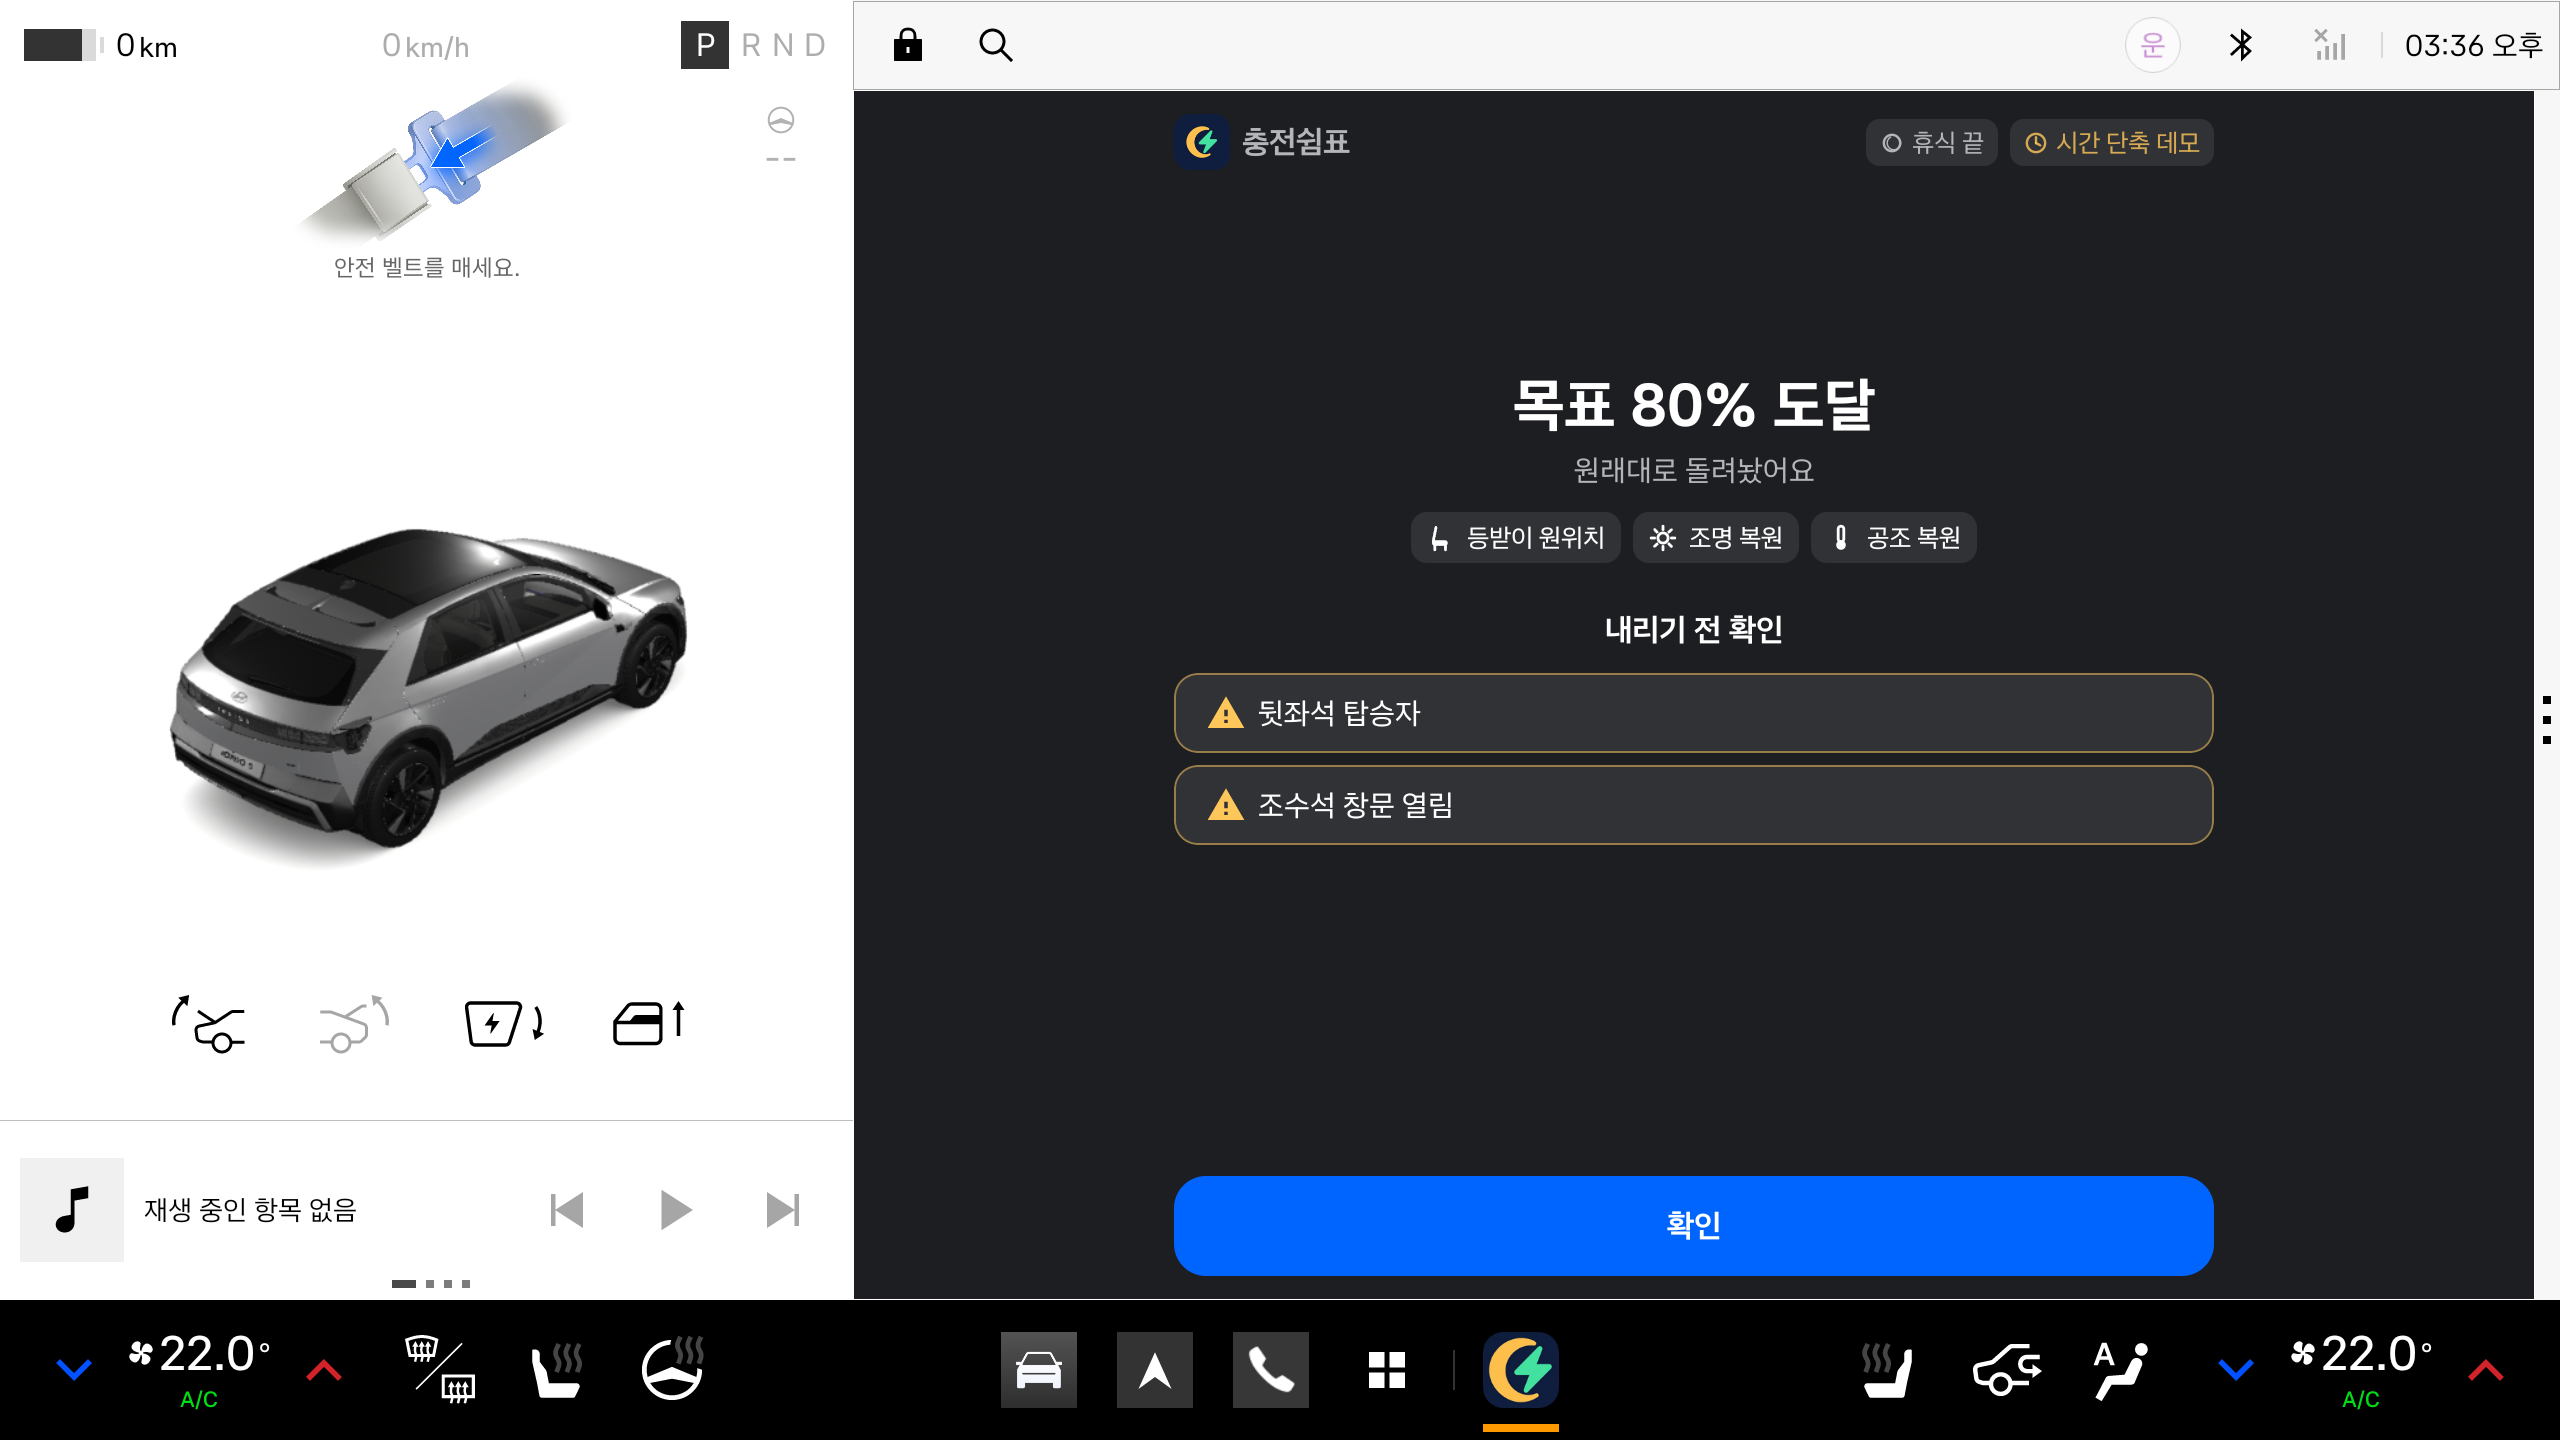 0 km
0 km/h
P R N D
운
03:36 오후
안전 벨트를 매세요.
충전쉼표
휴식 끝
시간 단축 데모
목표 80% 도달
원래대로 돌려놨어요
등받이 원위치
조명 복원
공조 복원
내리기 전 확인
뒷좌석 탑승자
조수석 창문 열림
IONIQ 5
재생 중인 항목 없음
확인
22.0°
A/C
A
22.0°
A/C